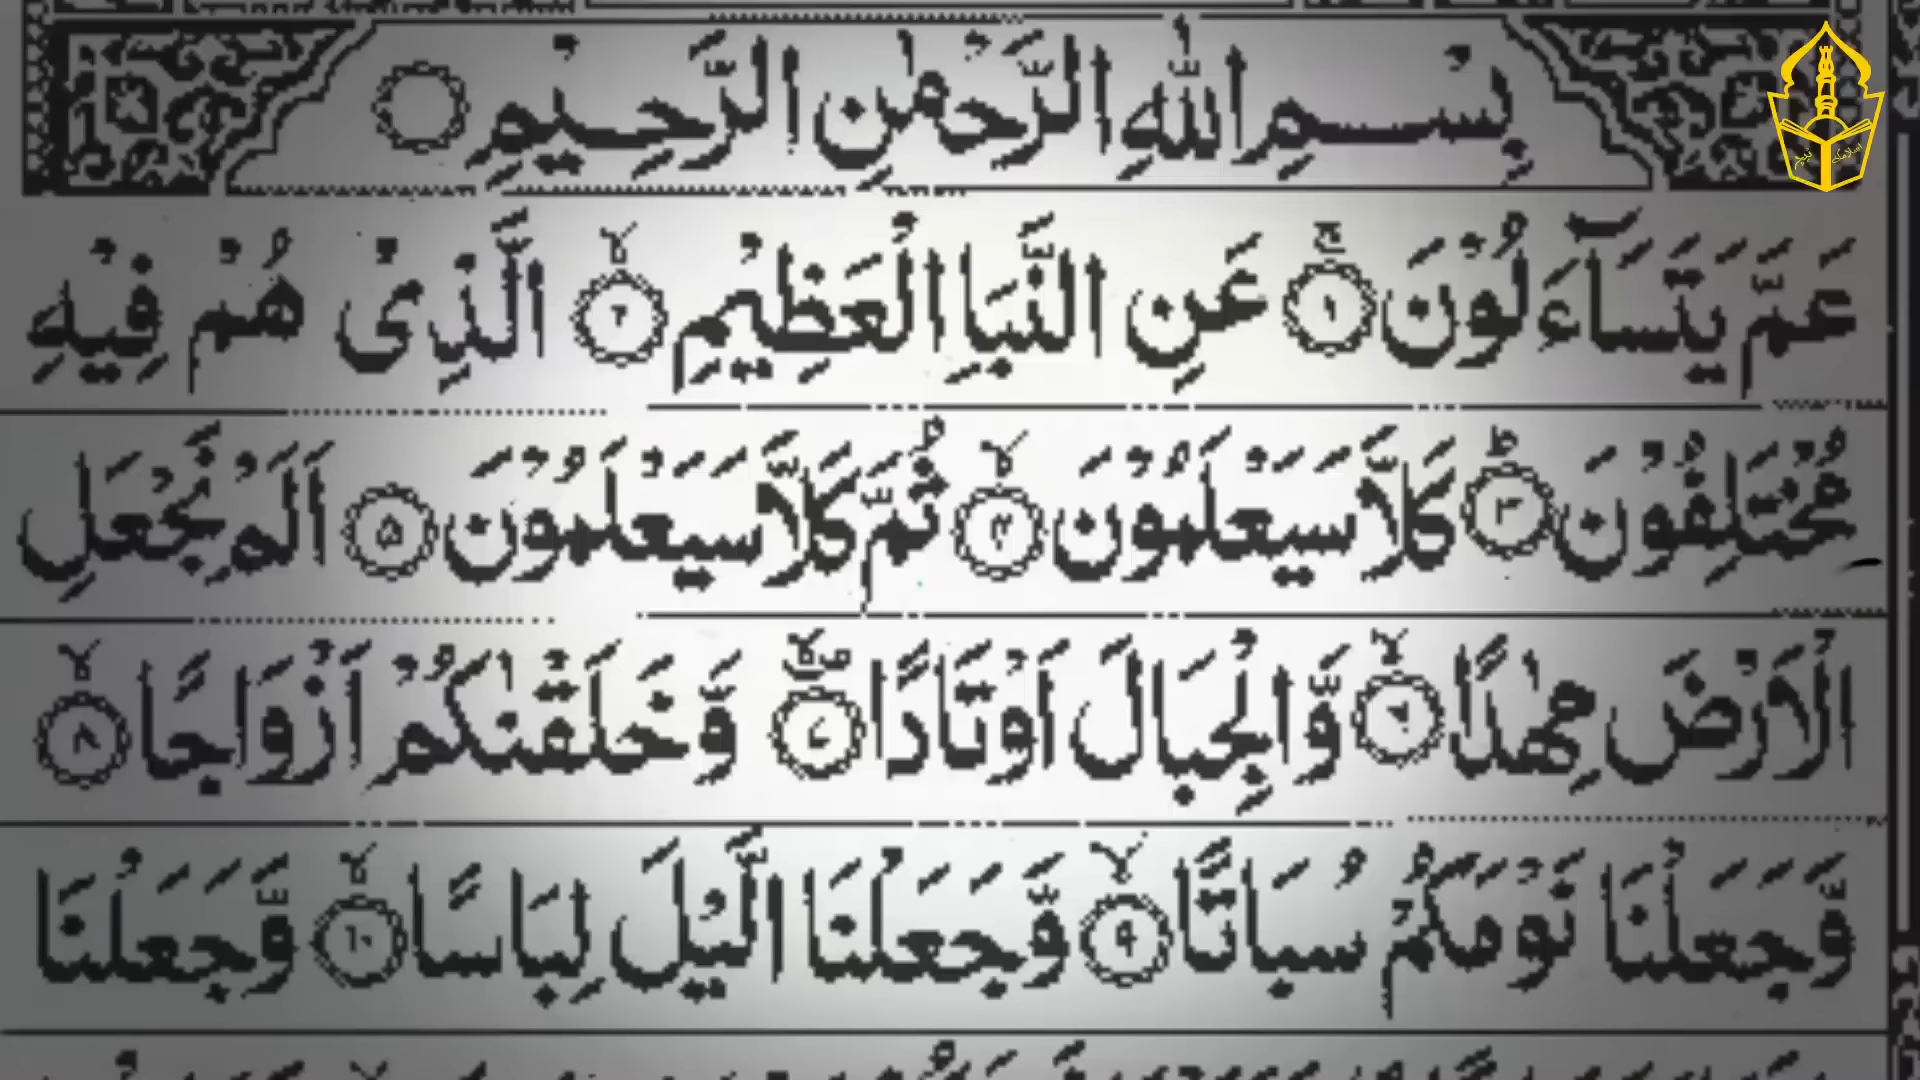 بِسْمِ اللّٰهِ الرَّحْمٰنِ الرَّحِیْمِ
عَمَّ یَتَسَآءَلُوْنَ ۚ﴿۱﴾ عَنِ النَّبَاِ الْعَظِیْمِ ۙ﴿۲﴾ الَّذِیْ هُمْ فِیْهِ
مُخْتَلِفُوْنَ ؕ﴿۳﴾ كَلَّا سَیَعْلَمُوْنَ ۙ﴿۴﴾ ثُمَّ كَلَّا سَیَعْلَمُوْنَ ﴿۵﴾ اَلَمْ نَجْعَلِ
الْاَرْضَ مِهٰدًا ۙ﴿۶﴾ وَّالْجِبَالَ اَوْتَادًا ۪ۙ﴿۷﴾ وَّخَلَقْنٰكُمْ اَزْوَاجًا ۙ﴿۸﴾
وَّجَعَلْنَا نَوْمَكُمْ سُبَاتًا ۙ﴿۹﴾ وَّجَعَلْنَا الَّیْلَ لِبَاسًا ۙ﴿۱۰﴾ وَّجَعَلْنَا